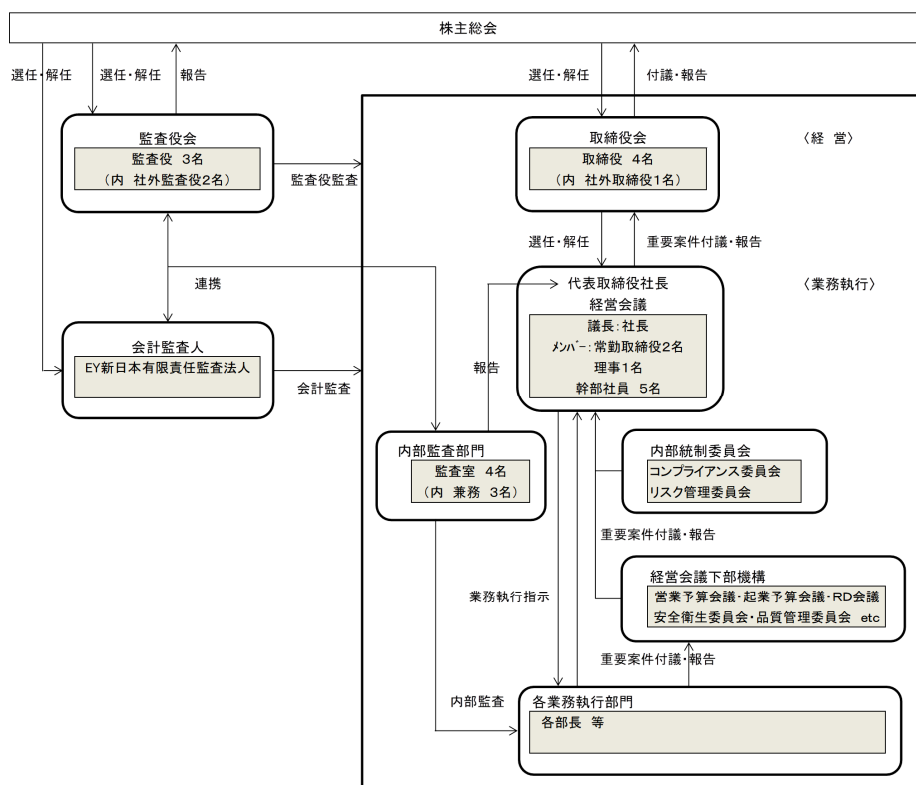 株主総会
選任・解任
選任・解任
報告
選任・解任
付議・報告
監査役会
監査役 3名
(内 社外監査役2名)
監査役監査
取締役会
取締役 4名
(内 社外取締役1名)
〈経 営〉
選任・解任
重要案件付議・報告
連携
代表取締役社長
〈業務執行〉
経営会議
議長:社長
メンバー:常勤取締役2名
理事1名
幹部社員 5名
報告
会計監査人
EY新日本有限責任監査法人
会計監査
内部監査部門
監査室 4名
(内 兼務 3名)
内部統制委員会
コンプライアンス委員会
リスク管理委員会
重要案件付議・報告
経営会議下部機構
営業予算会議・起業予算会議・RD会議
安全衛生委員会・品質管理委員会 etc
業務執行指示
重要案件付議・報告
内部監査
各業務執行部門
各部長 等